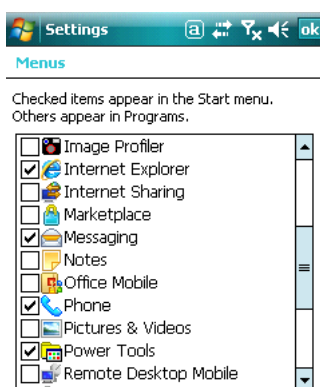 Settings
a
ok
Menus
Checked items appear in the Start menu.
Others appear in Programs.
Image Profiler
Internet Explorer
Internet Sharing
Marketplace
Messaging
Notes
Office Mobile
Phone
Pictures & Videos
Power Tools
Remote Desktop Mobile